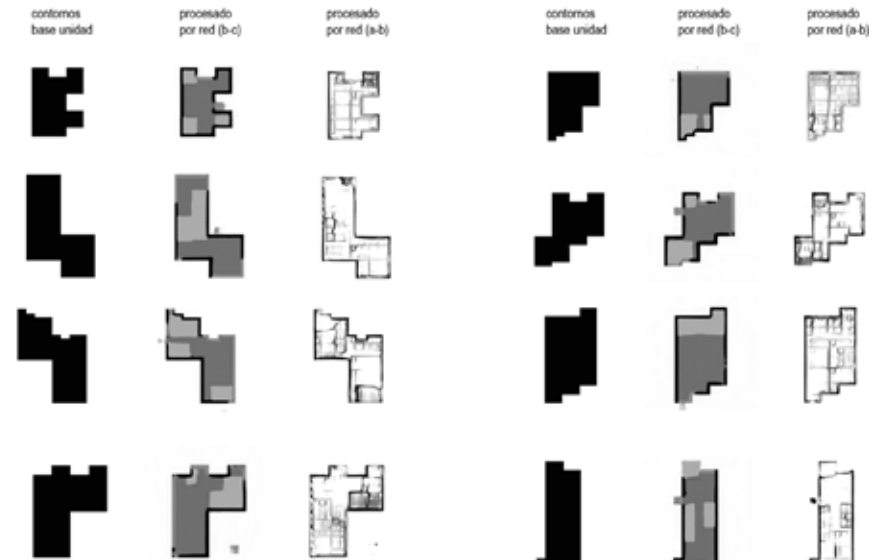 contornos
base unidad
procesado
por red (b-c)
procesado
por red (a-b)
contornos
base unidad
procesado
por red (b-c)
procesado
por red (a-b)